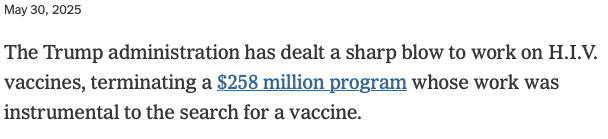 May 30, 2025
The Trump administration has dealt a sharp blow to work on H.I.V.
vaccines, terminating a $258 million program whose work was
instrumental to the search for a vaccine.